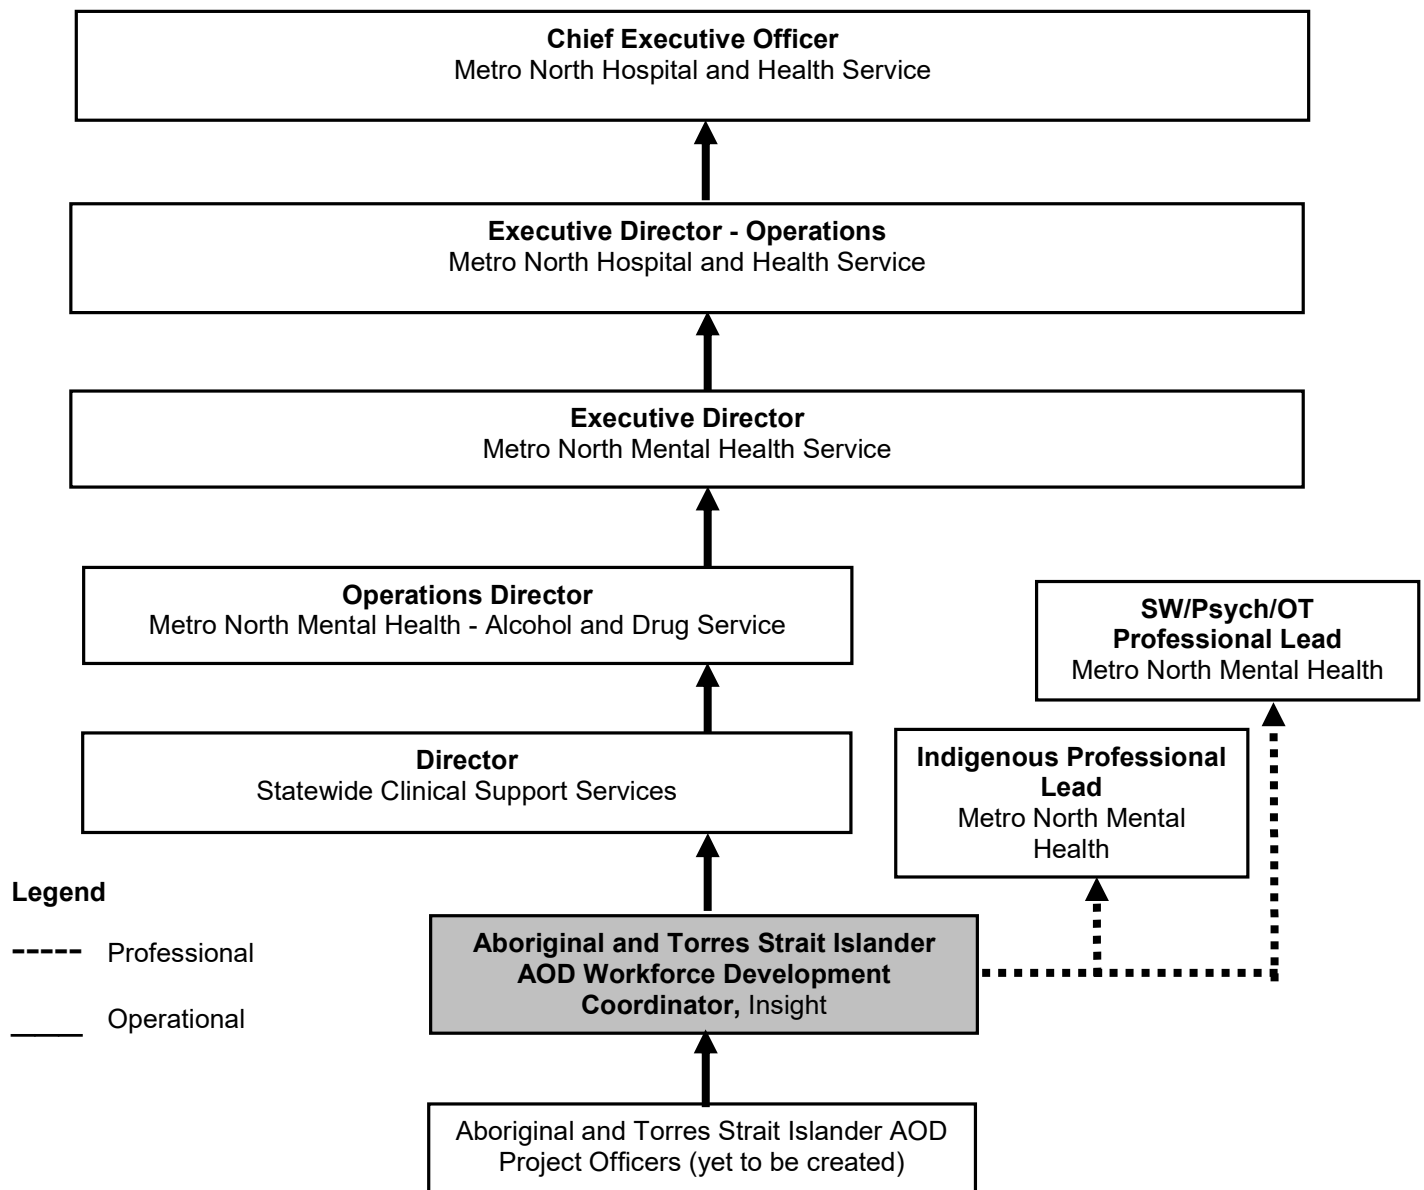 Chief Executive Officer
Metro North Hospital and Health Service
Executive Director - Operations
Metro North Hospital and Health Service
Executive Director
Metro North Mental Health Service
Operations Director
Metro North Mental Health - Alcohol and Drug Service
SW/Psych/OT
Professional Lead
Metro North Mental Health
Director
Statewide Clinical Support Services
Indigenous Professional
Lead
Metro North Mental
Health
Legend
Professional
Operational
Aboriginal and Torres Strait Islander
AOD Workforce Development
Coordinator, Insight
Aboriginal and Torres Strait Islander AOD
Project Officers (yet to be created)